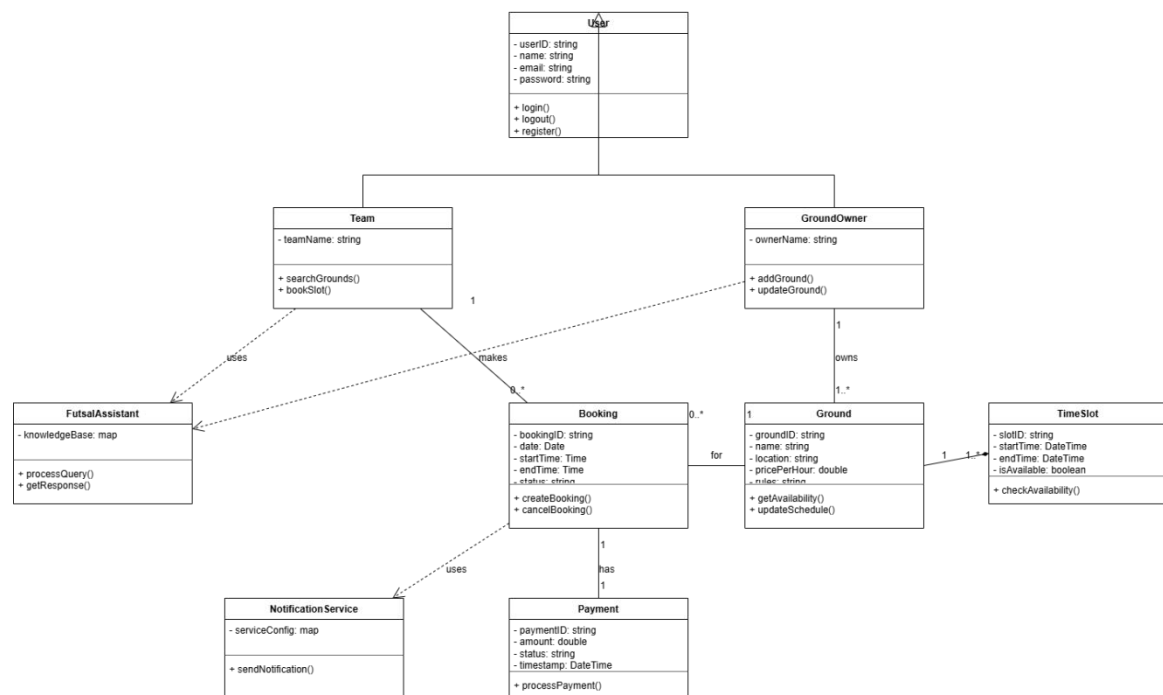 User
- userID: string
- name: string
- email: string
- password: string
+ login()
+ logout()
+ register()
Team
- teamName: string
+ searchGrounds()
+ bookSlot()
GroundOwner
- ownerName: string
+ addGround()
+ updateGround()
1
1
uses
makes
owns
0..*
1..*
FutsalAssistant
- knowledgeBase: map
+ processQuery()
+ getResponse()
Booking
- bookingID: string
- date: Date
- startTime: Time
- endTime: Time
- status: string
+ createBooking()
+ cancelBooking()
0..*
1
for
Ground
- groundID: string
- name: string
- location: string
- pricePerHour: double
- rules: string
+ getAvailability()
+ updateSchedule()
1
1..*
TimeSlot
- slotID: string
- startTime: DateTime
- endTime: DateTime
- isAvailable: boolean
+ checkAvailability()
uses
1
has
1
NotificationService
- serviceConfig: map
+ sendNotification()
Payment
- paymentID: string
- amount: double
- status: string
- timestamp: DateTime
+ processPayment()